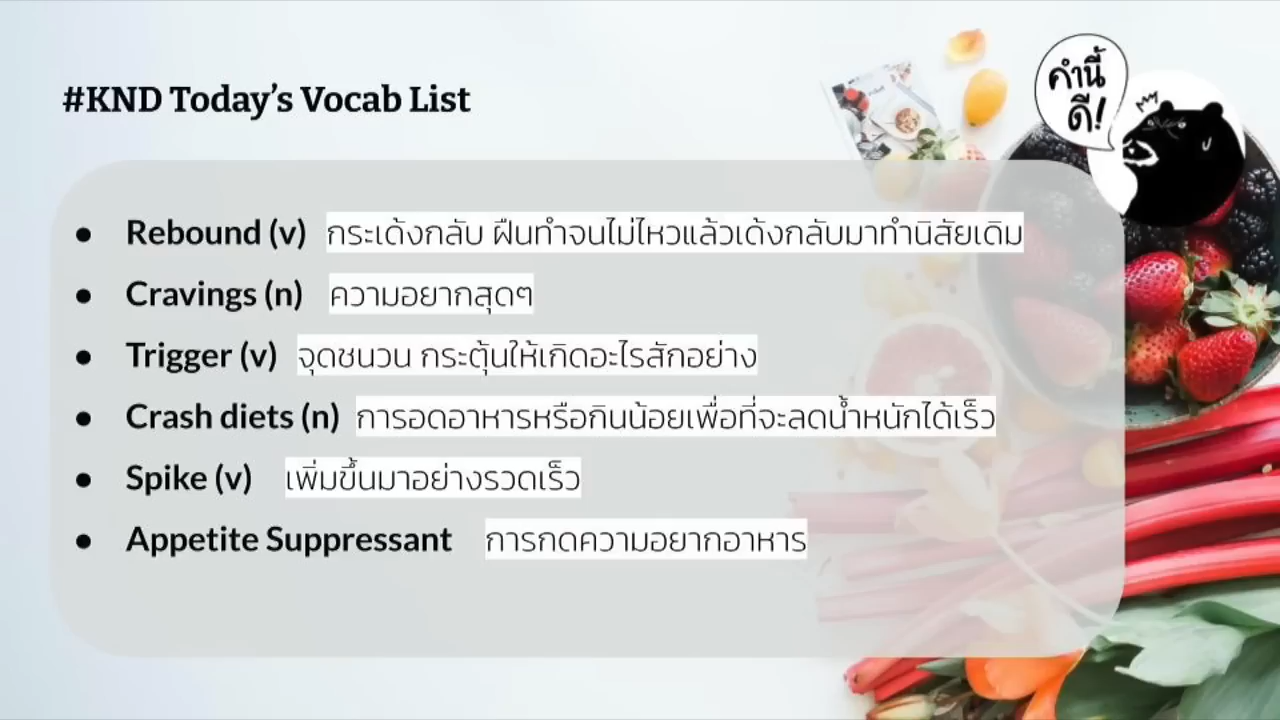 #KND Today's Vocab List
คำนี้
ดี!
● Rebound (v) กระเด้งกลับ ฝืนทำจนไม่ไหวแล้วเด้งกลับมาทำนิสัยเดิม
● Cravings (n) ความอยากสุดๆ
● Trigger (v) จุดชนวน กระตุ้นให้เกิดอะไรสักอย่าง
● Crash diets (n) การอดอาหารหรือกินน้อยเพื่อที่จะลดน้ำหนักได้เร็ว
● Spike (v) เพิ่มขึ้นมาอย่างรวดเร็ว
● Appetite Suppressant การกดความอยากอาหาร